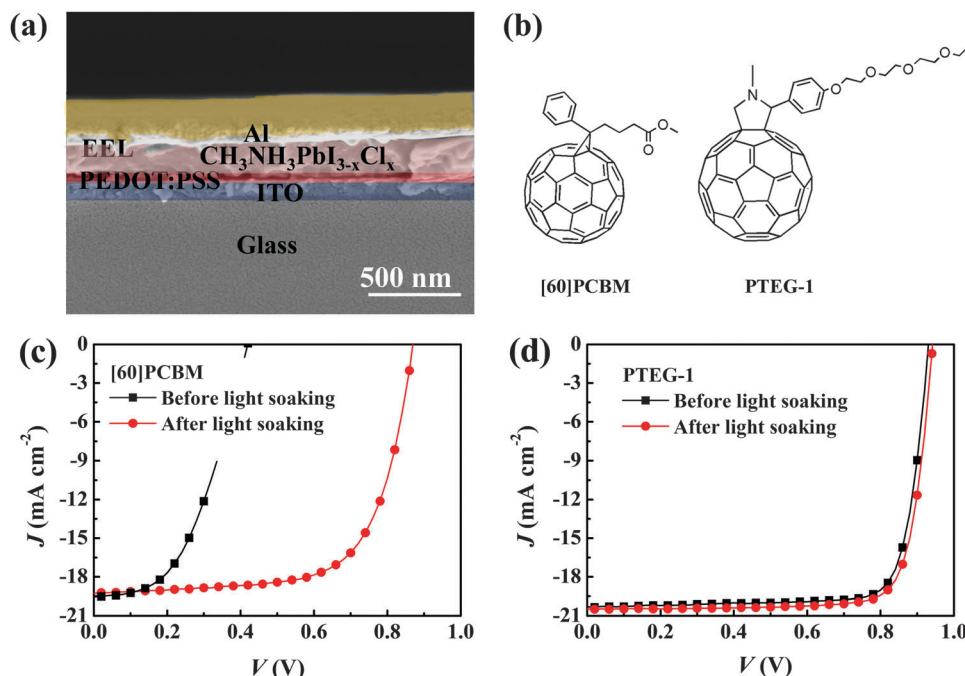 (a)
Al
EEL
CH₃NH₃PbI₃₋ₓClₓ
PEDOT:PSS
ITO
Glass
500 nm
(b)
N
O
O
O
O
O
O
[60]PCBM
PTEG-1
(c)
[60]PCBM
Before light soaking
After light soaking
0
-3
-6
-9
-12
-15
-18
-21
J (mA cm⁻²)
0.0 0.2 0.4 0.6 0.8 1.0
V (V)
(d)
PTEG-1
Before light soaking
After light soaking
0
-3
-6
-9
-12
-15
-18
-21
J (mA cm⁻²)
0.0 0.2 0.4 0.6 0.8 1.0
V (V)